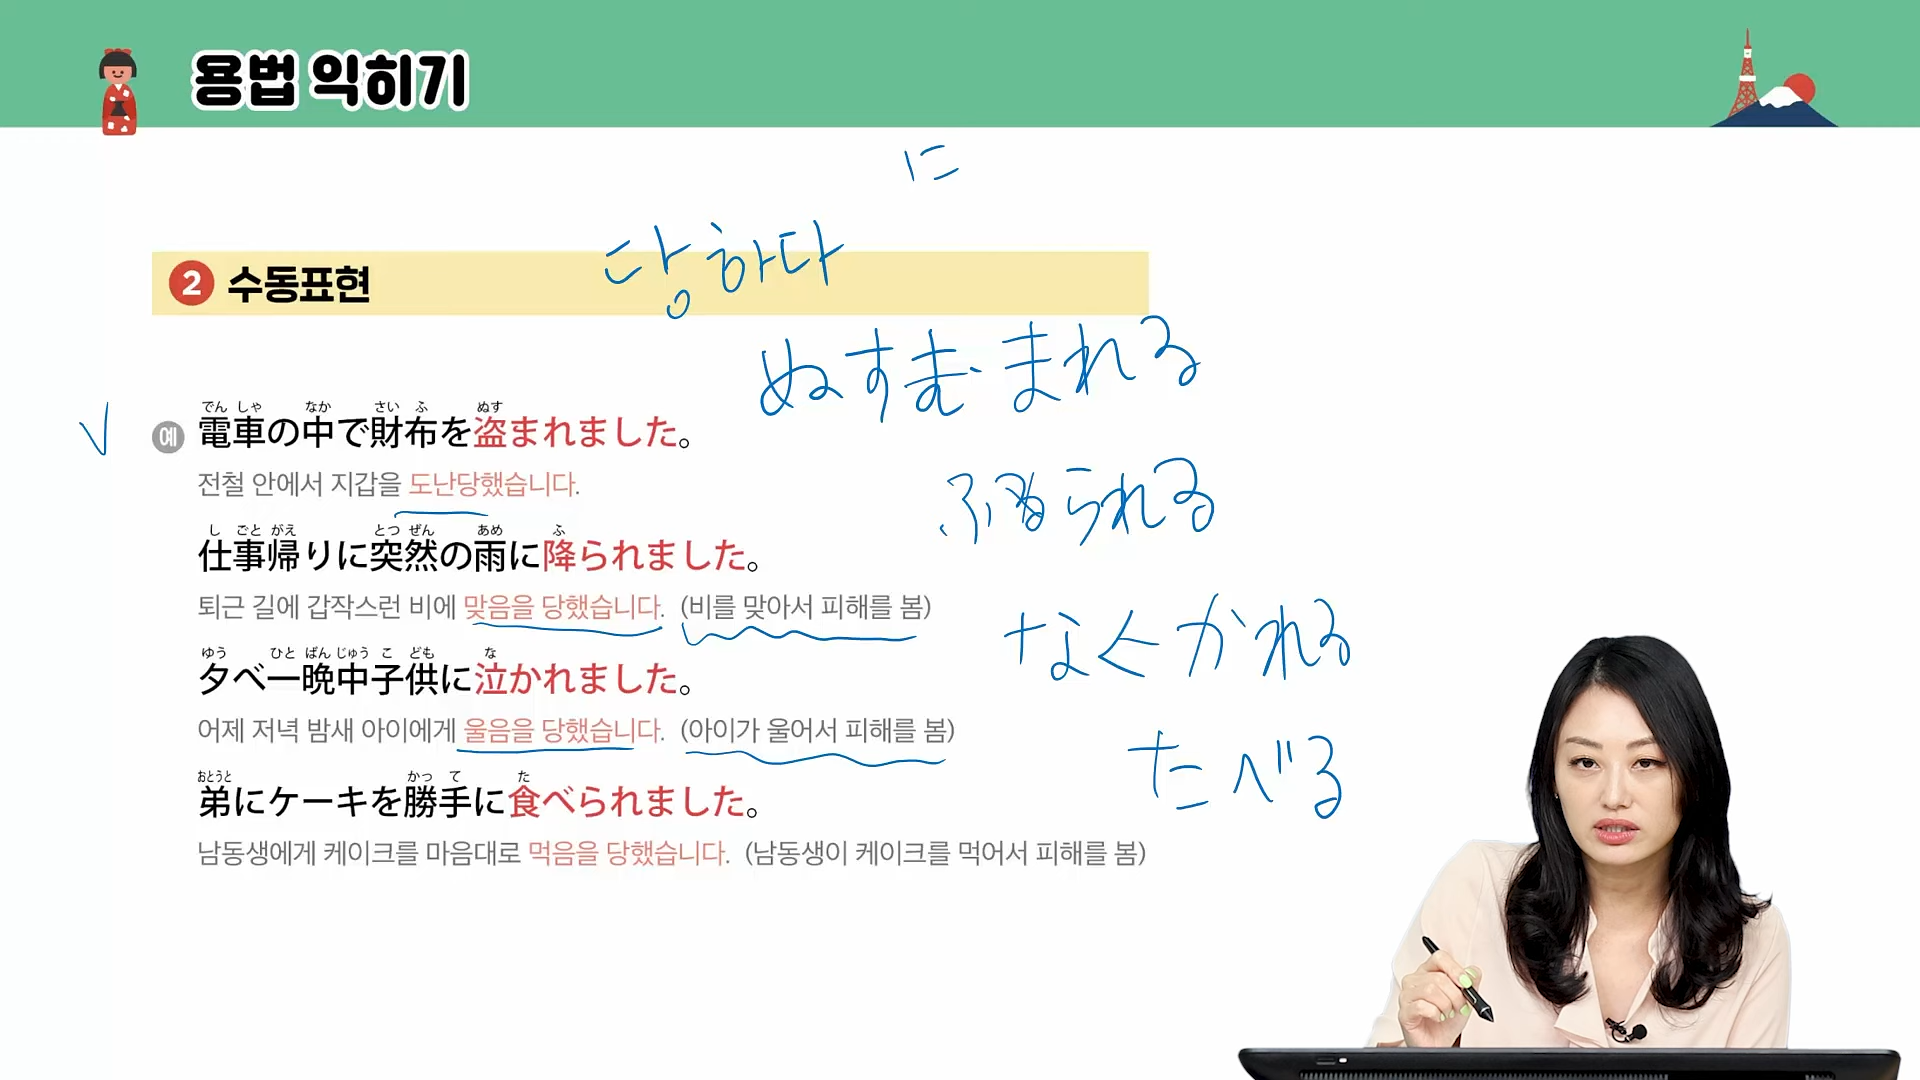 용법 익히기
に
당하다
2 수동표현
ぬすむ まれる
でん しゃ なか さい ふ ぬす
예 電車の中で財布を盗まれました。
전철 안에서 지갑을 도난당했습니다.
ふるられる
し ごと がえ とつ ぜん あめ ふ
仕事帰りに突然の雨に降られました。
퇴근 길에 갑작스런 비에 맞음을 당했습니다. (비를 맞아서 피해를 봄)
なくかれる
ゆう ひと ばん じゅう こ ども な
夕べ一晩中子供に泣かれました。
어제 저녁 밤새 아이에게 울음을 당했습니다. (아이가 울어서 피해를 봄)
たべる
おとうと かっ て た
弟にケーキを勝手に食べられました。
남동생에게 케이크를 마음대로 먹음을 당했습니다. (남동생이 케이크를 먹어서 피해를 봄)